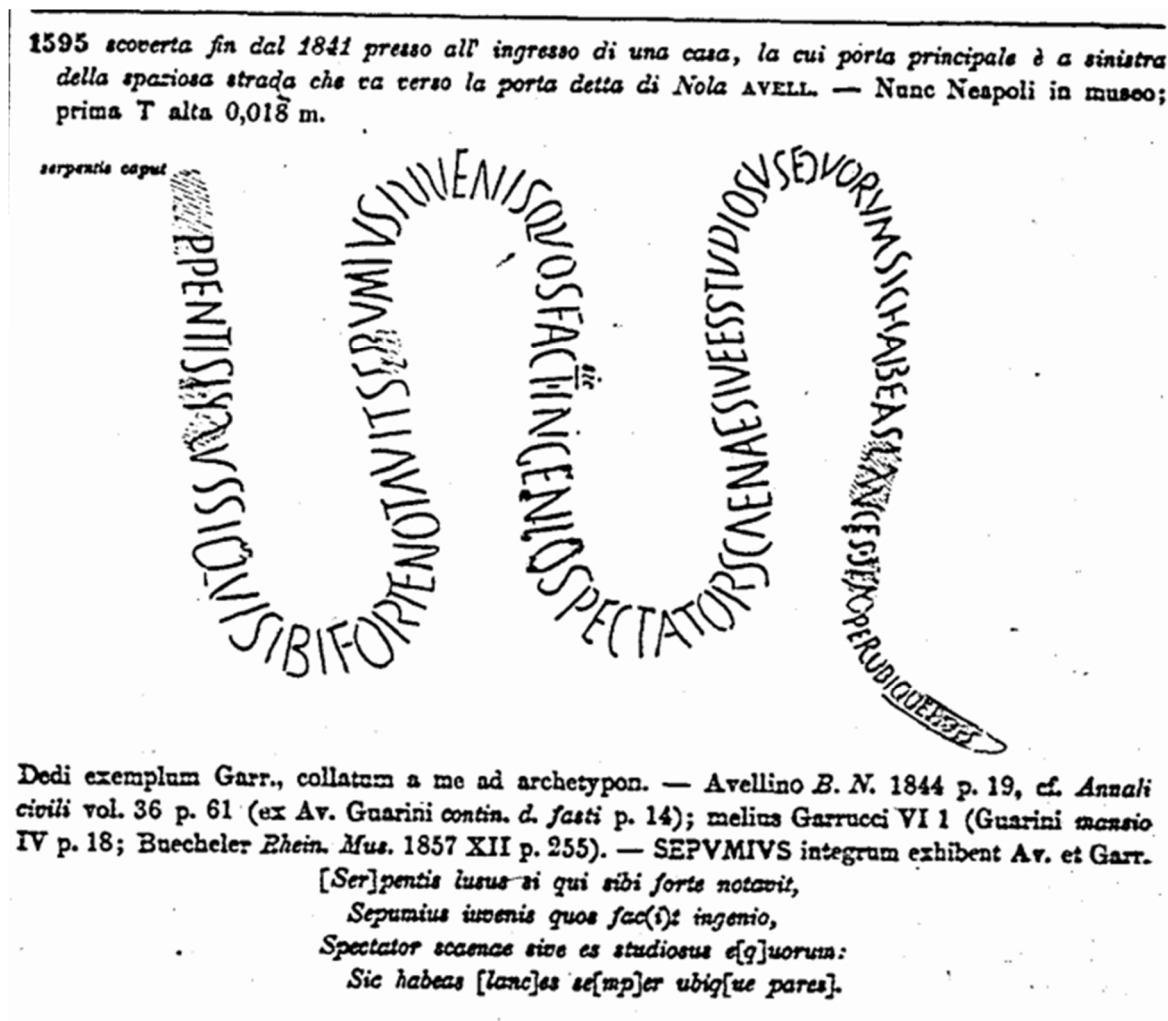 1595 scoverta fin dal 1841 presso all' ingresso di una casa, la cui porta principale è a sinistra
della spaziosa strada che va verso la porta detta di Nola AVELL. — Nunc Neapoli in museo;
prima T alta 0,018 m.
serpentis caput
PPENTISLVSVSSIQVISIBIFORTENOTAVITSEPVMIVSIVVENISQVOSFACTINGENIOSPECTATORSCAENAESIVEESSTVDIOSVSEQVORVMSICHABEASLANCESSEMPERUBIQUEPARES
sic
Dedi exemplum Garr., collatum a me ad archetypon. — Avellino B. N. 1844 p. 19, cf. Annali
civili vol. 36 p. 61 (ex Av. Guarini contin. d. fasti p. 14); melius Garrucci VI 1 (Guarini mansio
IV p. 18; Buecheler Rhein. Mus. 1857 XII p. 255). — SEPVMIVS integrum exhibent Av. et Garr.
[Ser]pentis lusus si qui sibi forte notavit,
Sepumius iuvenis quos fac(i)t ingenio,
Spectator scaenae sive es studiosus e[q]uorum:
Sic habeas [lanc]es se[mp]er ubiq[ue pares].